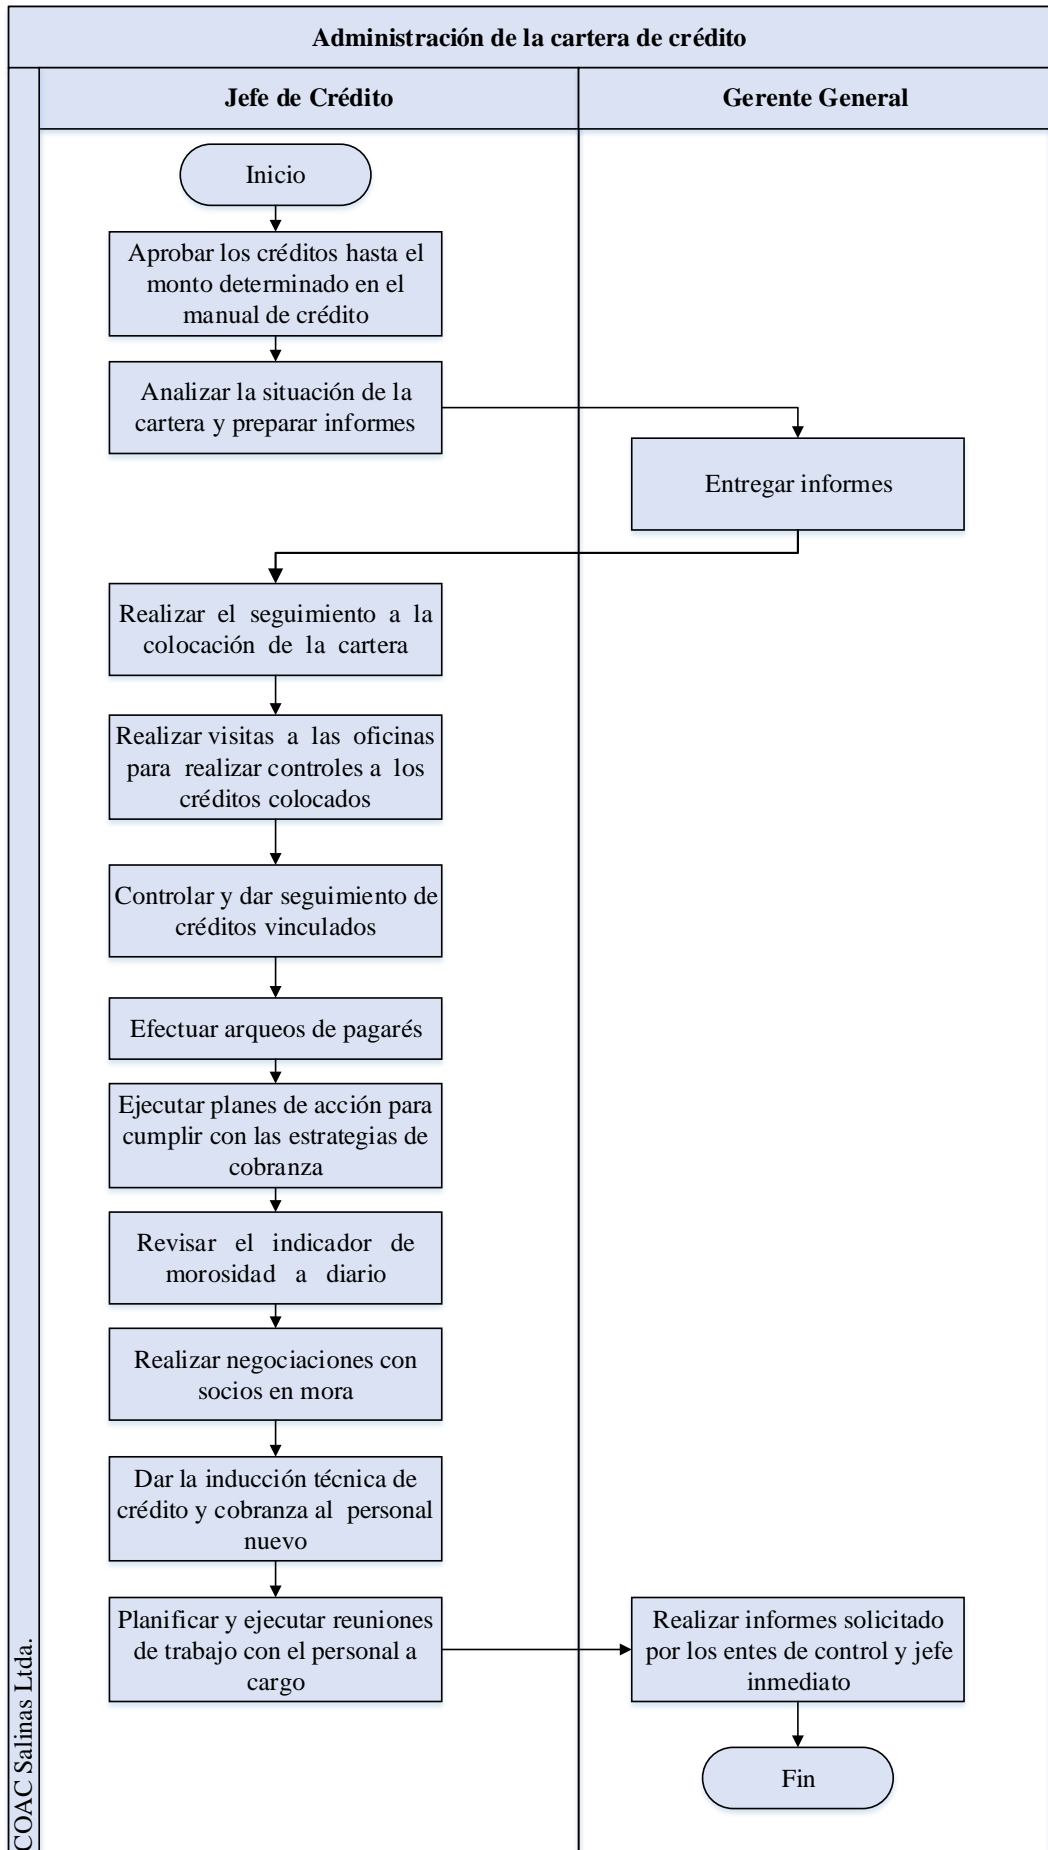 Administración de la cartera de crédito
Jefe de Crédito
Gerente General
Inicio
Aprobar los créditos hasta el
monto determinado en el
manual de crédito
Analizar la situación de la
cartera y preparar informes
Entregar informes
Realizar el seguimiento a la
colocación de la cartera
Realizar visitas a las oficinas
para realizar controles a los
créditos colocados
Controlar y dar seguimiento de
créditos vinculados
Efectuar arqueos de pagarés
Ejecutar planes de acción para
cumplir con las estrategias de
cobranza
Revisar el indicador de
morosidad a diario
Realizar negociaciones con
socios en mora
Dar la inducción técnica de
crédito y cobranza al personal
nuevo
Planificar y ejecutar reuniones
de trabajo con el personal a
cargo
Realizar informes solicitado
por los entes de control y jefe
inmediato
Fin
COAC Salinas Ltda.